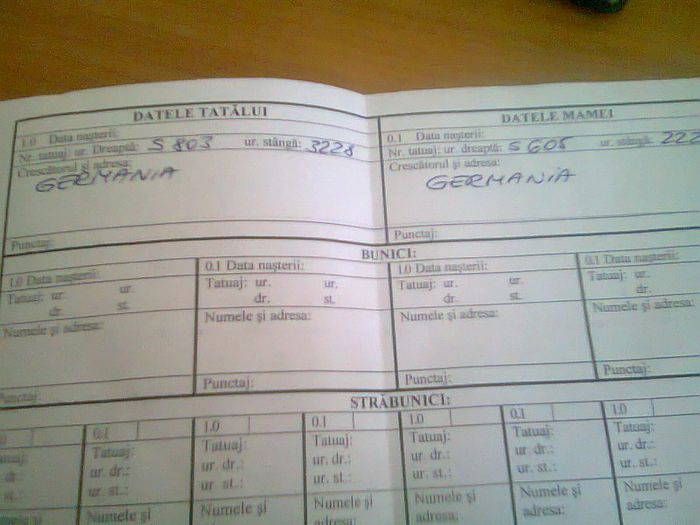 DATELE TATĂLUI
1.0 Data nașterii:
Nr. tatuaj: ur. Dreaptă: S 803 ur. stângă: 3228
Crescătorul și adresa:
GERMANIA
Punctaj:
DATELE MAMEI
0.1 Data nașterii:
Nr. tatuaj: ur. dreaptă: S 605 ur. stângă: 222
Crescătorul și adresa:
GERMANIA
Punctaj:
BUNICI:
1.0 Data nașterii:
Tatuaj: ur. ur.
dr. st.
Numele și adresa:
Punctaj:
0.1 Data nașterii:
Tatuaj: ur. ur.
dr. st.
Numele și adresa:
Punctaj:
1.0 Data nașterii:
Tatuaj: ur. ur.
dr. st.
Numele și adresa:
Punctaj:
0.1 Data nașterii:
Tatuaj: ur.
dr.
Numele și adresa:
Punctaj:
STRĂBUNICI:
0.1
Tatuaj:
ur. dr.:
ur. st.:
Numele și
1.0
Tatuaj:
ur. dr.:
ur. st.:
Numele și
adresa:
0.1
Tatuaj:
ur. dr.:
ur. st.:
Numele și
adresa:
1.0
Tatuaj:
ur. dr.:
ur. st.:
Numele și
adresa:
0.1
Tatuaj:
ur. dr.:
ur. st.:
Numele și
adresa:
1.0
Tatuaj:
ur. dr.:
ur. st.:
Numele și
adresa: